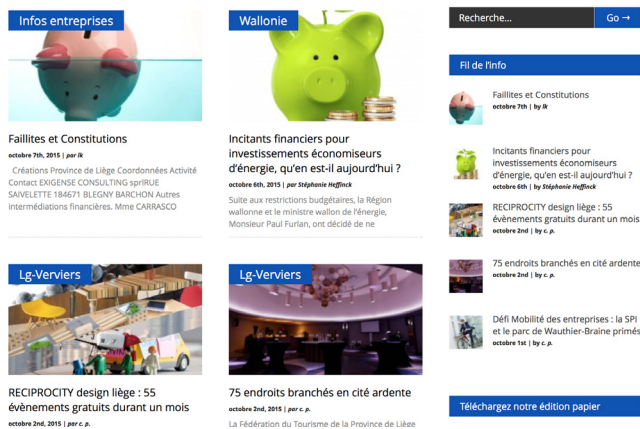 Infos entreprises
Faillites et Constitutions
octobre 7th, 2015 | par lk
Créations Province de Liège Coordonnées Activité
Contact EXIGENSE CONSULTING sprlRUE
SAIVELETTE 184671 BLEGNY BARCHON Autres
intermédiations financières. Mme CARRASCO
Wallonie
Incitants financiers pour
investissements économiseurs
d'énergie, qu'en est-il aujourd'hui ?
octobre 6th, 2015 | par Stéphanie Heffinck
Suite aux restrictions budgétaires, la Région
wallonne et le ministre wallon de l'énergie,
Monsieur Paul Furlan, ont décidé de ne
Lg-Verviers
RECIPROCITY design liège : 55
évènements gratuits durant un mois
octobre 2nd, 2015 | par c. p.
Lg-Verviers
75 endroits branchés en cité ardente
octobre 2nd, 2015 | par c. p.
La Fédération du Tourisme de la Province de Liège
Recherche...
Go →
Fil de l'info
Faillites et Constitutions
octobre 7th | by lk
Incitants financiers pour
investissements économiseurs
d'énergie, qu'en est-il aujourd'hui ?
octobre 6th | by Stéphanie Heffinck
RECIPROCITY design liège : 55
évènements gratuits durant un mois
octobre 2nd | by c. p.
75 endroits branchés en cité ardente
octobre 2nd | by c. p.
Défi Mobilité des entreprises : la SPI
et le parc de Wauthier-Braine primés
octobre 1st | by c. p.
Téléchargez notre édition papier